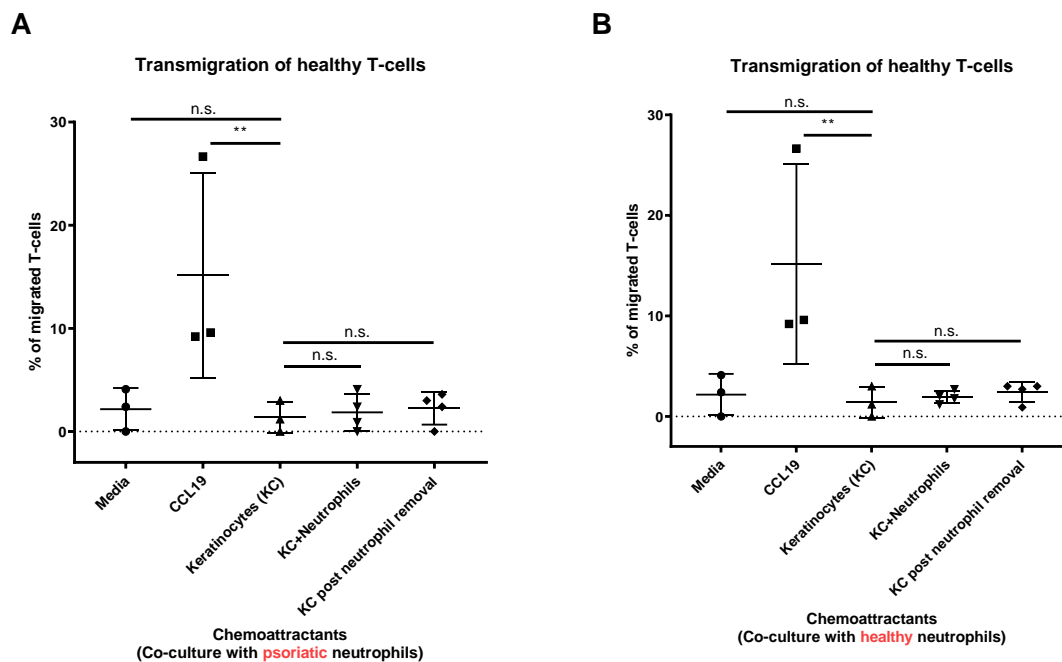 A
Transmigration of healthy T-cells
n.s.
**
n.s.
n.s.
30
20
10
0
% of migrated T-cells
Media
CCL19
Keratinocytes (KC)
KC+Neutrophils
KC post neutrophil removal
Chemoattractants
(Co-culture with psoriatic neutrophils)
B
Transmigration of healthy T-cells
n.s.
**
n.s.
n.s.
30
20
10
0
% of migrated T-cells
Media
CCL19
Keratinocytes (KC)
KC+Neutrophils
KC post neutrophil removal
Chemoattractants
(Co-culture with healthy neutrophils)